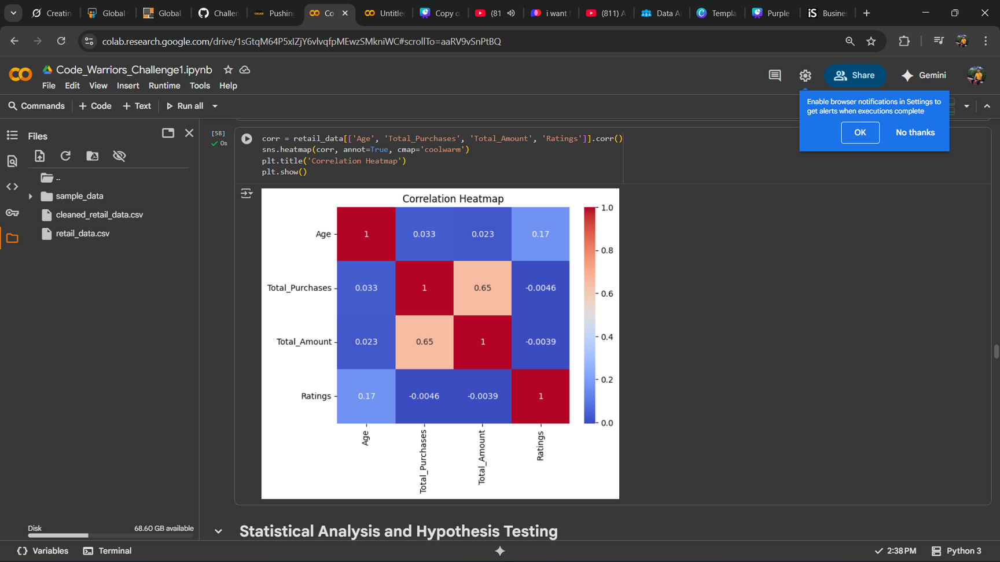 Creatin
Global
Global
Challen
COLLEGE
Pushing
Co
Untitled
Copy o
(81
i want
(811) A
Data A
Templa
Purple
iS
Busines
colab.research.google.com/drive/1sGtqM64P5xIZjY6vlvqfpMEwzSMkniWC#scrollTo=aaRV9vSnPtBQ
Code_Warriors_Challenge1.ipynb
File Edit View Insert Runtime Tools Help
Share
Gemini
Commands + Code + Text Run all
Enable browser notifications in Settings to
get alerts when executions complete
OK
No thanks
Files
..
sample_data
cleaned_retail_data.csv
retail_data.csv
Disk
68.60 GB available
[58]
0s
corr = retail_data[['Age', 'Total_Purchases', 'Total_Amount', 'Ratings']].corr()
sns.heatmap(corr, annot=True, cmap='coolwarm')
plt.title('Correlation Heatmap')
plt.show()
Correlation Heatmap
Age 1 0.033 0.023 0.17
Total_Purchases 0.033 1 0.65 -0.0046
Total_Amount 0.023 0.65 1 -0.0039
Ratings 0.17 -0.0046 -0.0039 1
Age
Total_Purchases
Total_Amount
Ratings
1.0
0.8
0.6
0.4
0.2
0.0
Statistical Analysis and Hypothesis Testing
Variables
Terminal
2:38 PM
Python 3